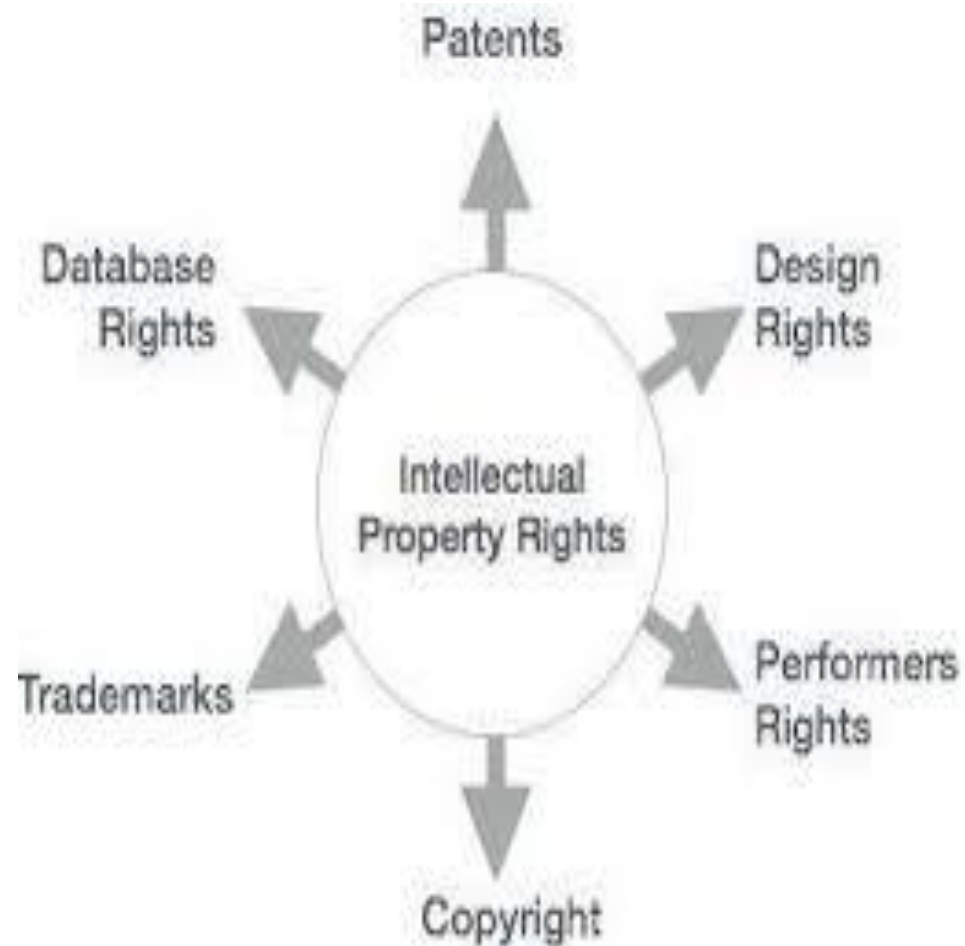 Patents
Database
Rights
Design
Rights
Intellectual
Property Rights
Trademarks
Performers
Rights
Copyright